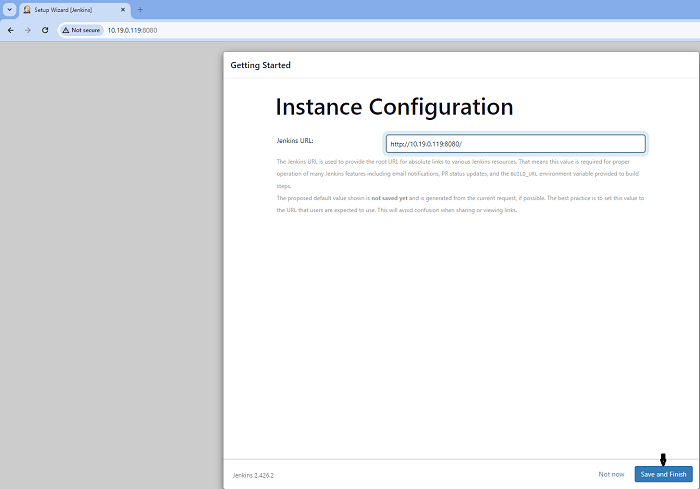 Setup Wizard [Jenkins]
Not secure
10.19.0.119:8080
Getting Started
Instance Configuration
Jenkins URL:
http://10.19.0.119:8080/
The Jenkins URL is used to provide the root URL for absolute links to various Jenkins resources. That means this value is required for proper
operation of many Jenkins features including email notifications, PR status updates, and the BUILD_URL environment variable provided to build
steps.
The proposed default value shown is not saved yet and is generated from the current request, if possible. The best practice is to set this value to
the URL that users are expected to use. This will avoid confusion when sharing or viewing links.
Jenkins 2.426.2
Not now
Save and Finish